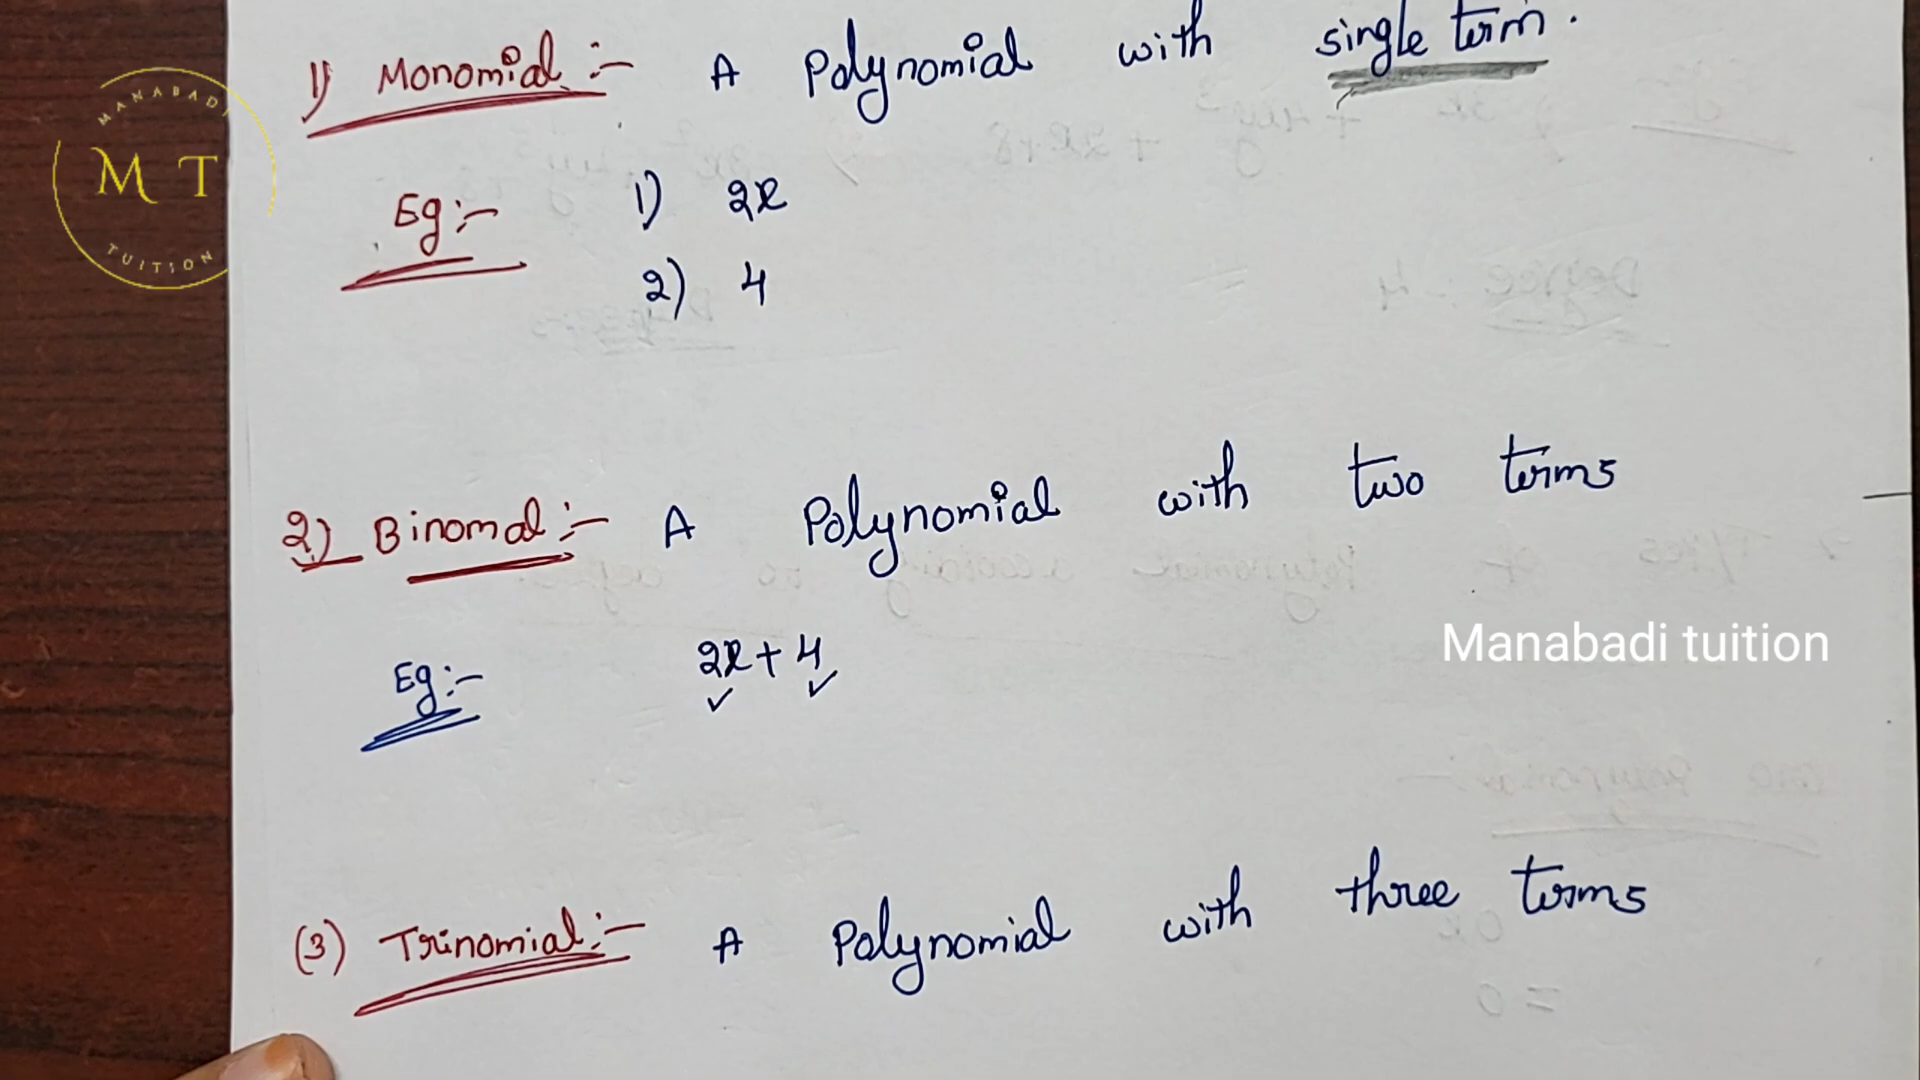 1) Monomial :- A Polynomial with single term.
MANABADI
M T
TUITION
Eg:- 1) 2x
2) 4
2) Binomal :- A Polynomial with two terms
Manabadi tuition
Eg:- 2x + 4
(3) Trinomial :- A Polynomial with three terms